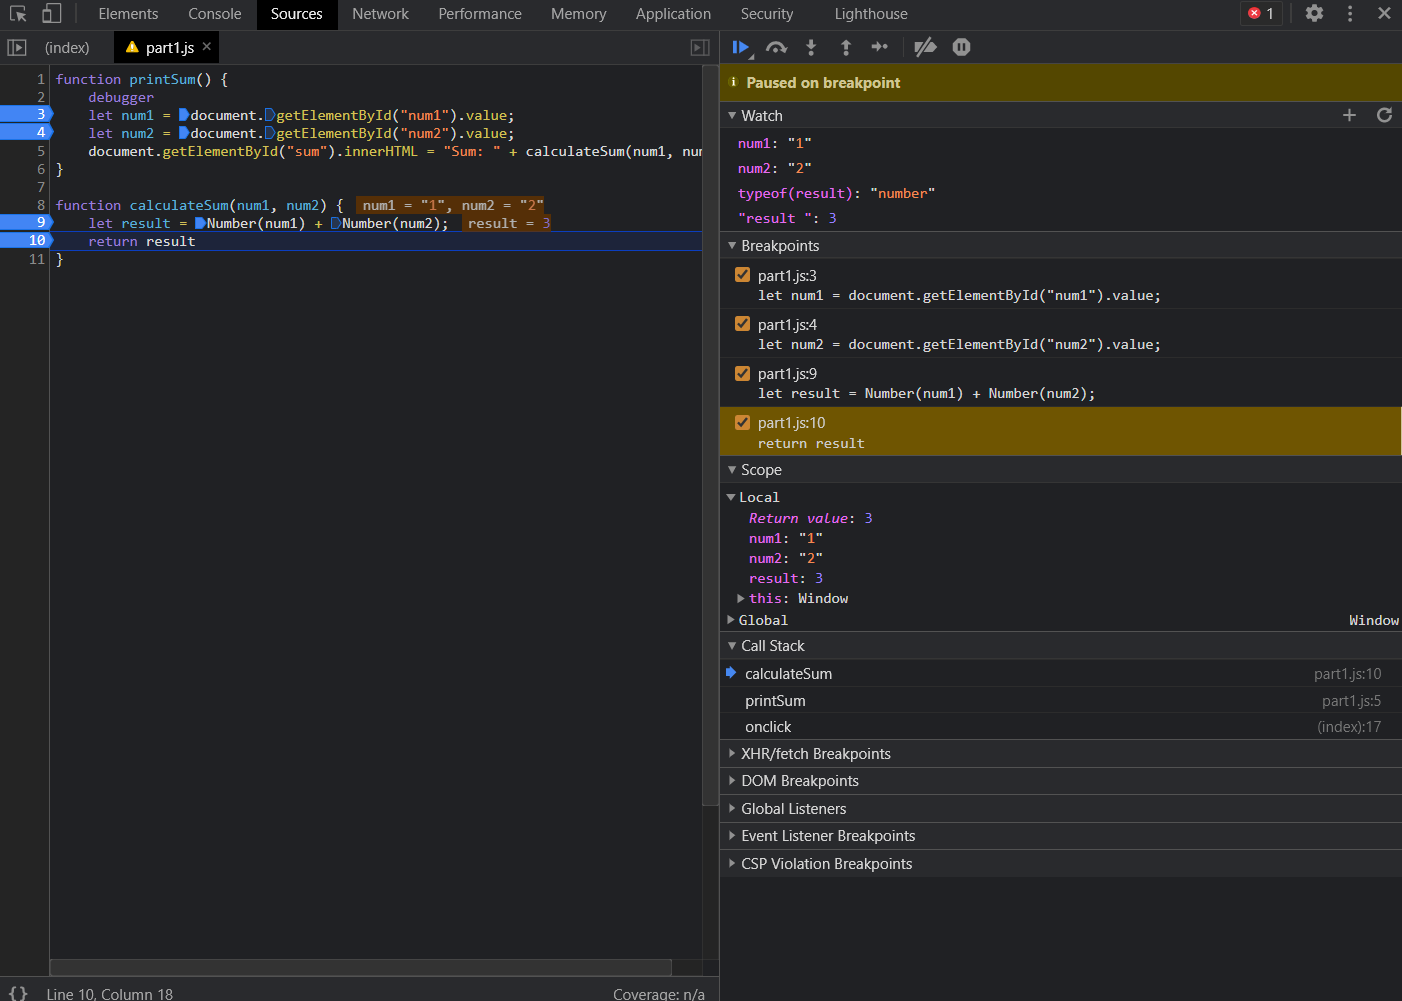 Elements Console Sources Network Performance Memory Application Security Lighthouse 1
(index) part1.js
1 function printSum() {
2 debugger
3 let num1 = document.getElementById("num1").value;
4 let num2 = document.getElementById("num2").value;
5 document.getElementById("sum").innerHTML = "Sum: " + calculateSum(num1, nu
6 }
7
8 function calculateSum(num1, num2) { num1 = "1", num2 = "2"
9 let result = Number(num1) + Number(num2); result = 3
10 return result
11 }
{} Line 10, Column 18 Coverage: n/a
Paused on breakpoint
Watch
num1: "1"
num2: "2"
typeof(result): "number"
"result ": 3
Breakpoints
part1.js:3
let num1 = document.getElementById("num1").value;
part1.js:4
let num2 = document.getElementById("num2").value;
part1.js:9
let result = Number(num1) + Number(num2);
part1.js:10
return result
Scope
Local
Return value: 3
num1: "1"
num2: "2"
result: 3
this: Window
Global Window
Call Stack
calculateSum part1.js:10
printSum part1.js:5
onclick (index):17
XHR/fetch Breakpoints
DOM Breakpoints
Global Listeners
Event Listener Breakpoints
CSP Violation Breakpoints